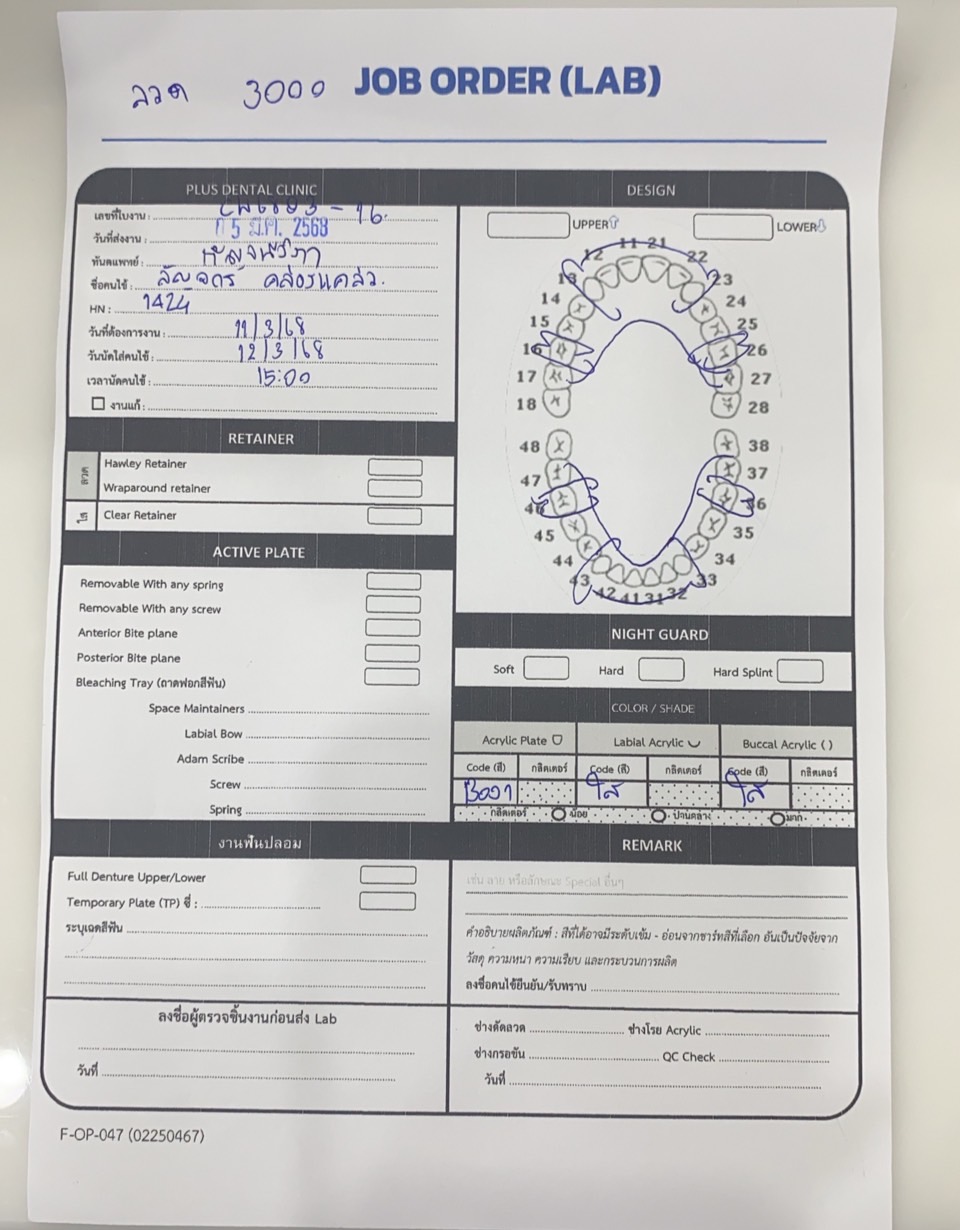 ลวด 3000 JOB ORDER (LAB)
PLUS DENTAL CLINIC
เลขที่ใบงาน : - 16.
วันที่ส่งงาน : 5 มี.ค. 2568
ทันตแพทย์ :
ชื่อคนไข้ :
HN : 1424
วันที่ต้องการงาน : 11/3/68
วันนัดใส่คนไข้ : 12/3/68
เวลานัดคนไข้ : 15:00
งานแก้ :
DESIGN
UPPER
LOWER
11 21
12 22
13 23
14 24
15 25
16 26
17 27
18 28
48 38
47 37
46 36
45 35
44 34
43 33
42 41 31 32
RETAINER
ลวด
Hawley Retainer
Wraparound retainer
ใส
Clear Retainer
ACTIVE PLATE
Removable With any spring
Removable With any screw
Anterior Bite plane
Posterior Bite plane
Bleaching Tray (ถาดฟอกสีฟัน)
Space Maintainers
Labial Bow
Adam Scribe
Screw
Spring
NIGHT GUARD
Soft Hard Hard Splint
COLOR / SHADE
Acrylic Plate Labial Acrylic Buccal Acrylic ( )
Code (สี) กลิตเตอร์ Code (สี) กลิตเตอร์ Code (สี) กลิตเตอร์
B001 ใส ใส
กลิตเตอร์ น้อย ปานกลาง มาก
งานฟันปลอม
Full Denture Upper/Lower
Temporary Plate (TP) ซี่ :
ระบุเฉดสีฟัน
REMARK
เช่น ลาย หรือลักษณะ Special อื่นๆ
คำอธิบายผลิตภัณฑ์ : สีที่ได้อาจมีระดับเข้ม - อ่อนจากชาร์ทสีที่เลือก อันเป็นปัจจัยจาก
วัสดุ ความหนา ความเรียบ และกระบวนการผลิต
ลงชื่อคนไข้ยืนยัน/รับทราบ
ลงชื่อผู้ตรวจชิ้นงานก่อนส่ง Lab
วันที่
ช่างดัดลวด ช่างโรย Acrylic
ช่างกรอขัน QC Check
วันที่
F-OP-047 (02250467)